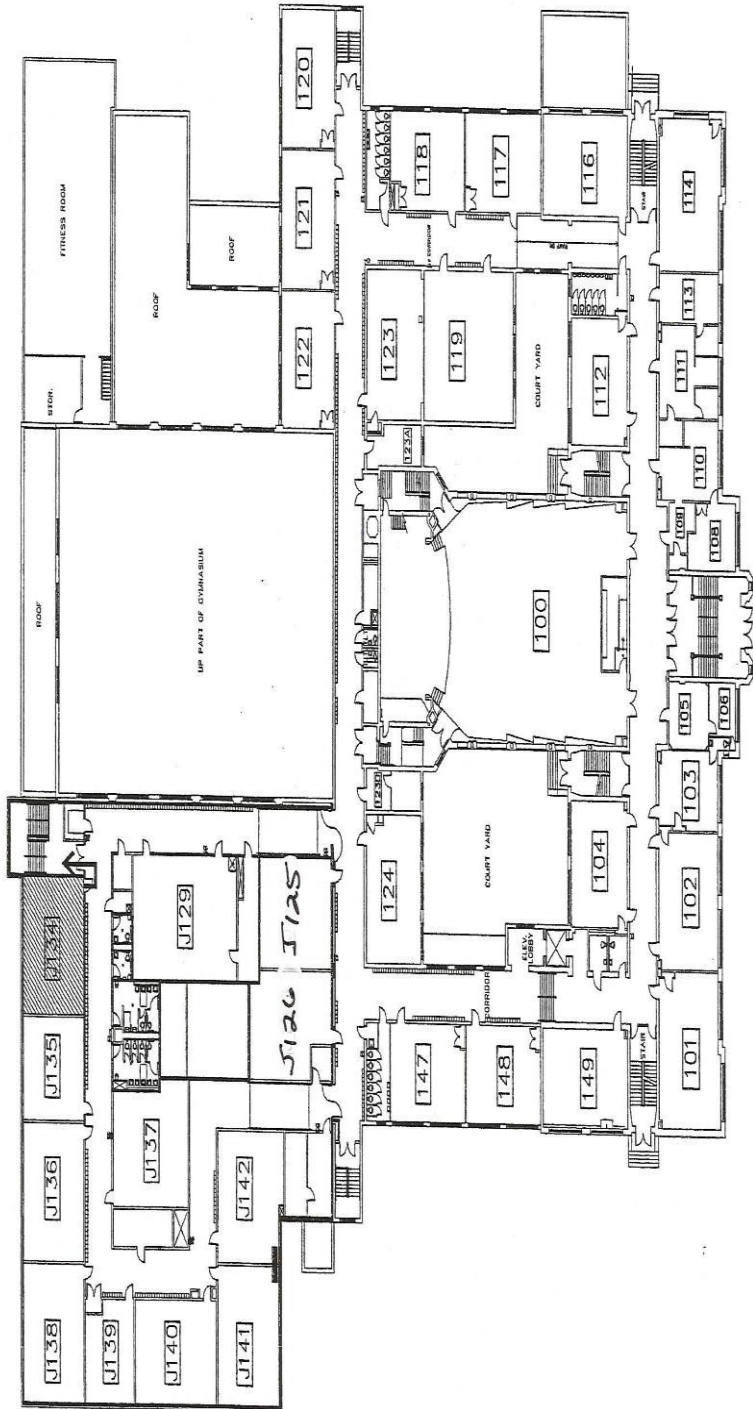 J138
J136
J135
J134
ROOF
STOR.
FITNESS ROOM
J139
J140
J137
J129
UP PART OF GYMNASIUM
ROOF
ROOF
J141
J142
J126
J125
122
121
120
124
123A
123
147
118
CORRIDOR
COURT YARD
119
148
117
ELEV.
LOBBY
100
COURT YARD
149
104
112
116
STAIR
STAIR
101
102
103
105
106
109
108
110
111
113
114